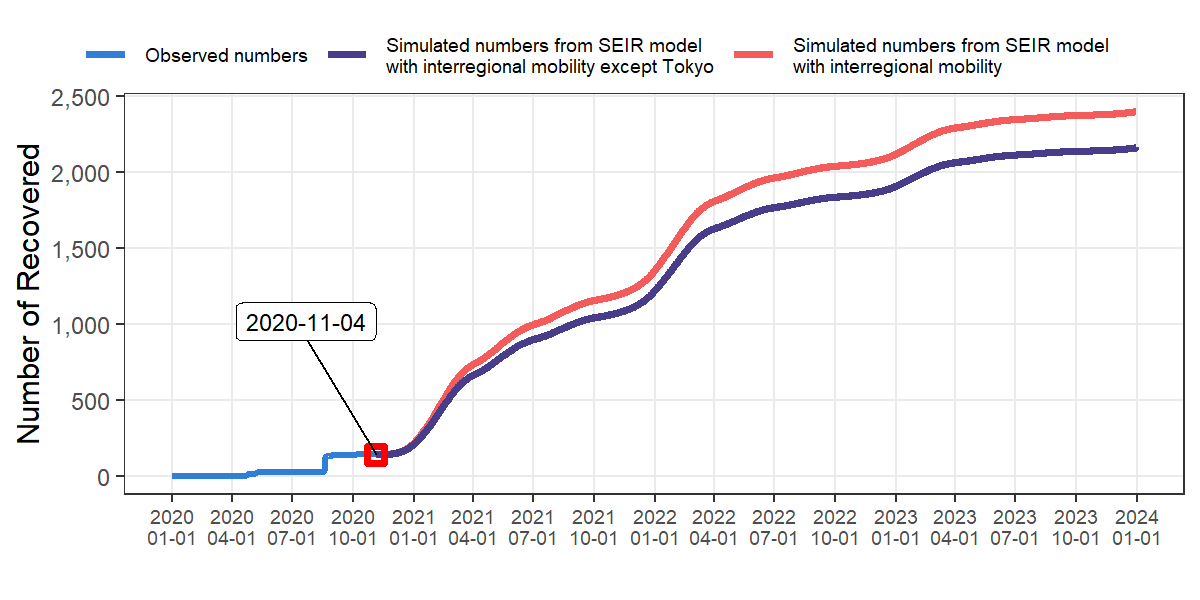 Observed numbers
Simulated numbers from SEIR model
with interregional mobility except Tokyo
Simulated numbers from SEIR model
with interregional mobility
Number of Recovered
2,500
2,000
1,500
1,000
500
0
2020-11-04
2020 2020 2020 2020 2021 2021 2021 2021 2022 2022 2022 2022 2023 2023 2023 2023 2024
01-01 04-01 07-01 10-01 01-01 04-01 07-01 10-01 01-01 04-01 07-01 10-01 01-01 04-01 07-01 10-01 01-01